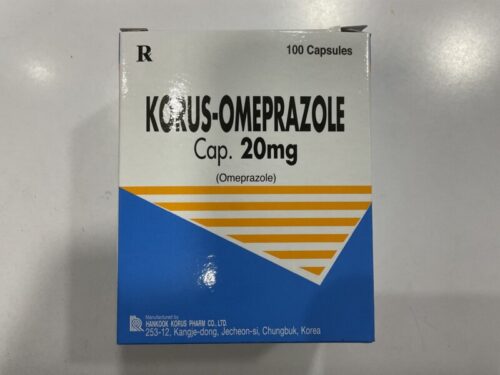 ℞ 100 Capsules
KORUS-OMEPRAZOLE
Cap. 20mg
(Omeprazole)
Manufactured by
HANKOOK KORUS PHARM CO., LTD.
253-12, Kangje-dong, Jecheon-si, Chungbuk, Korea